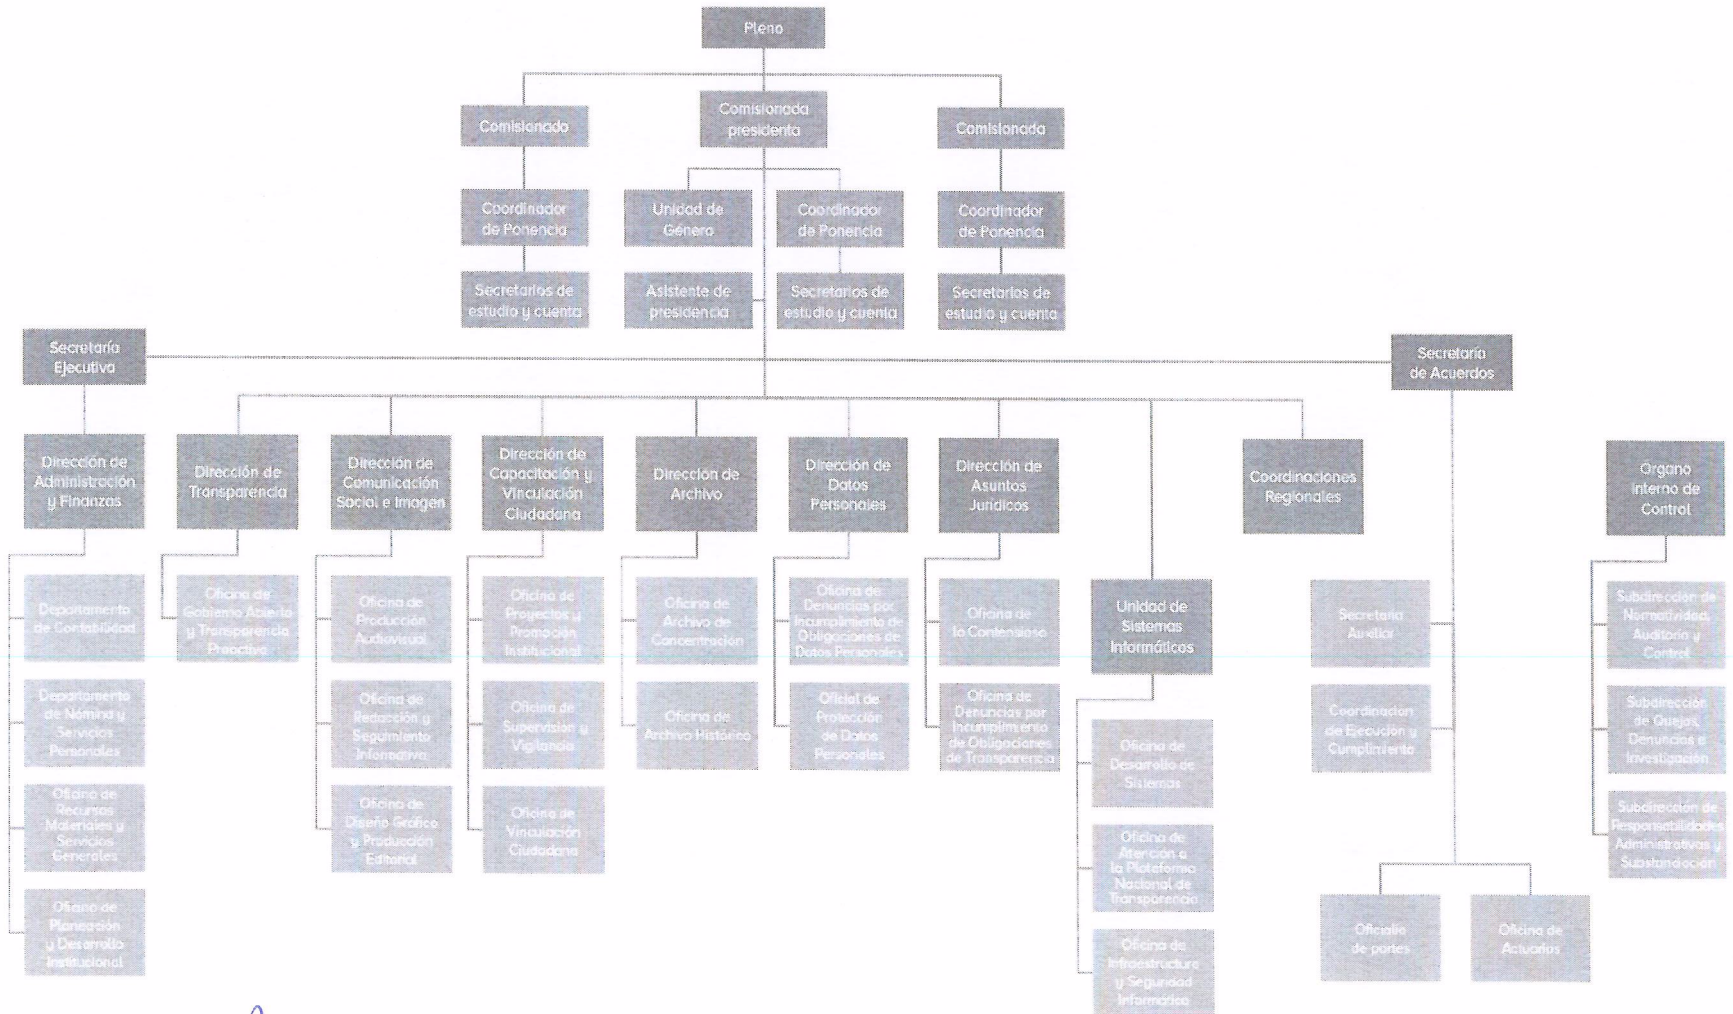 Pleno
Comisionado
Comisionada
presidenta
Comisionada
Coordinador
de Ponencia
Unidad de
Género
Coordinador
de Ponencia
Coordinador
de Ponencia
Secretarios de
estudio y cuenta
Asistente de
presidencia
Secretarios de
estudio y cuenta
Secretarios de
estudio y cuenta
Secretaría
Ejecutiva
Secretaría
de Acuerdos
Dirección de
Administración
y Finanzas
Dirección de
Transparencia
Dirección de
Comunicación
Social e Imagen
Dirección de
Capacitación y
Vinculación
Ciudadana
Dirección de
Archivo
Dirección de
Datos
Personales
Dirección de
Asuntos
Jurídicos
Coordinaciones
Regionales
Órgano
Interno de
Control
Departamento
de Contabilidad
Oficina de
Gobierno Abierto
y Transparencia
Proactiva
Oficina de
Producción
Audiovisual
Oficina de
Proyectos y
Promoción
Institucional
Oficina de
Archivo de
Concentración
Oficina de
Denuncias por
Incumplimiento de
Obligaciones de
Datos Personales
Oficina de
lo Contensioso
Unidad de
Sistemas
Informáticos
Secretaria
Auxiliar
Subdirección de
Normatividad,
Auditoría y
Control
Departamento
de Nómina y
Servicios
Personales
Oficina de
Redacción y
Seguimiento
Informativo
Oficina de
Supervisión y
Vigilancia
Oficina de
Archivo Histórico
Oficial de
Protección
de Datos
Personales
Oficina de
Denuncias por
Incumplimiento
de Obligaciones
de Transparencia
Coordinación
de Ejecución y
Cumplimiento
Subdirección
de Quejas,
Denuncias e
Investigación
Oficina de
Desarrollo de
Sistemas
Oficina de
Recursos
Materiales y
Servicios
Generales
Oficina de
Diseño Gráfico
y Producción
Editorial
Oficina de
Vinculación
Ciudadana
Oficina de
Atención a
la Plataforma
Nacional de
Transparencia
Subdirección de
Responsabilidades
Administrativas y
Substanciación
Oficina de
Planeación
y Desarrollo
Institucional
Oficina de
Infraestructura
y Seguridad
Informática
Oficialía
de partes
Oficina de
Actuarios